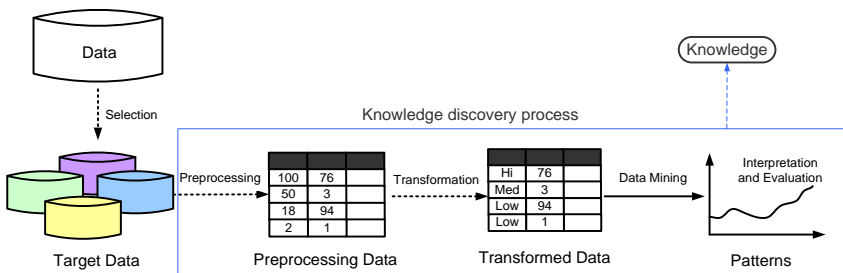 Data
Knowledge
Selection
Knowledge discovery process
Preprocessing
100 76
50 3
18 94
2 1
Transformation
Hi 76
Med 3
Low 94
Low 1
Data Mining
Interpretation
and Evaluation
Target Data
Preprocessing Data
Transformed Data
Patterns